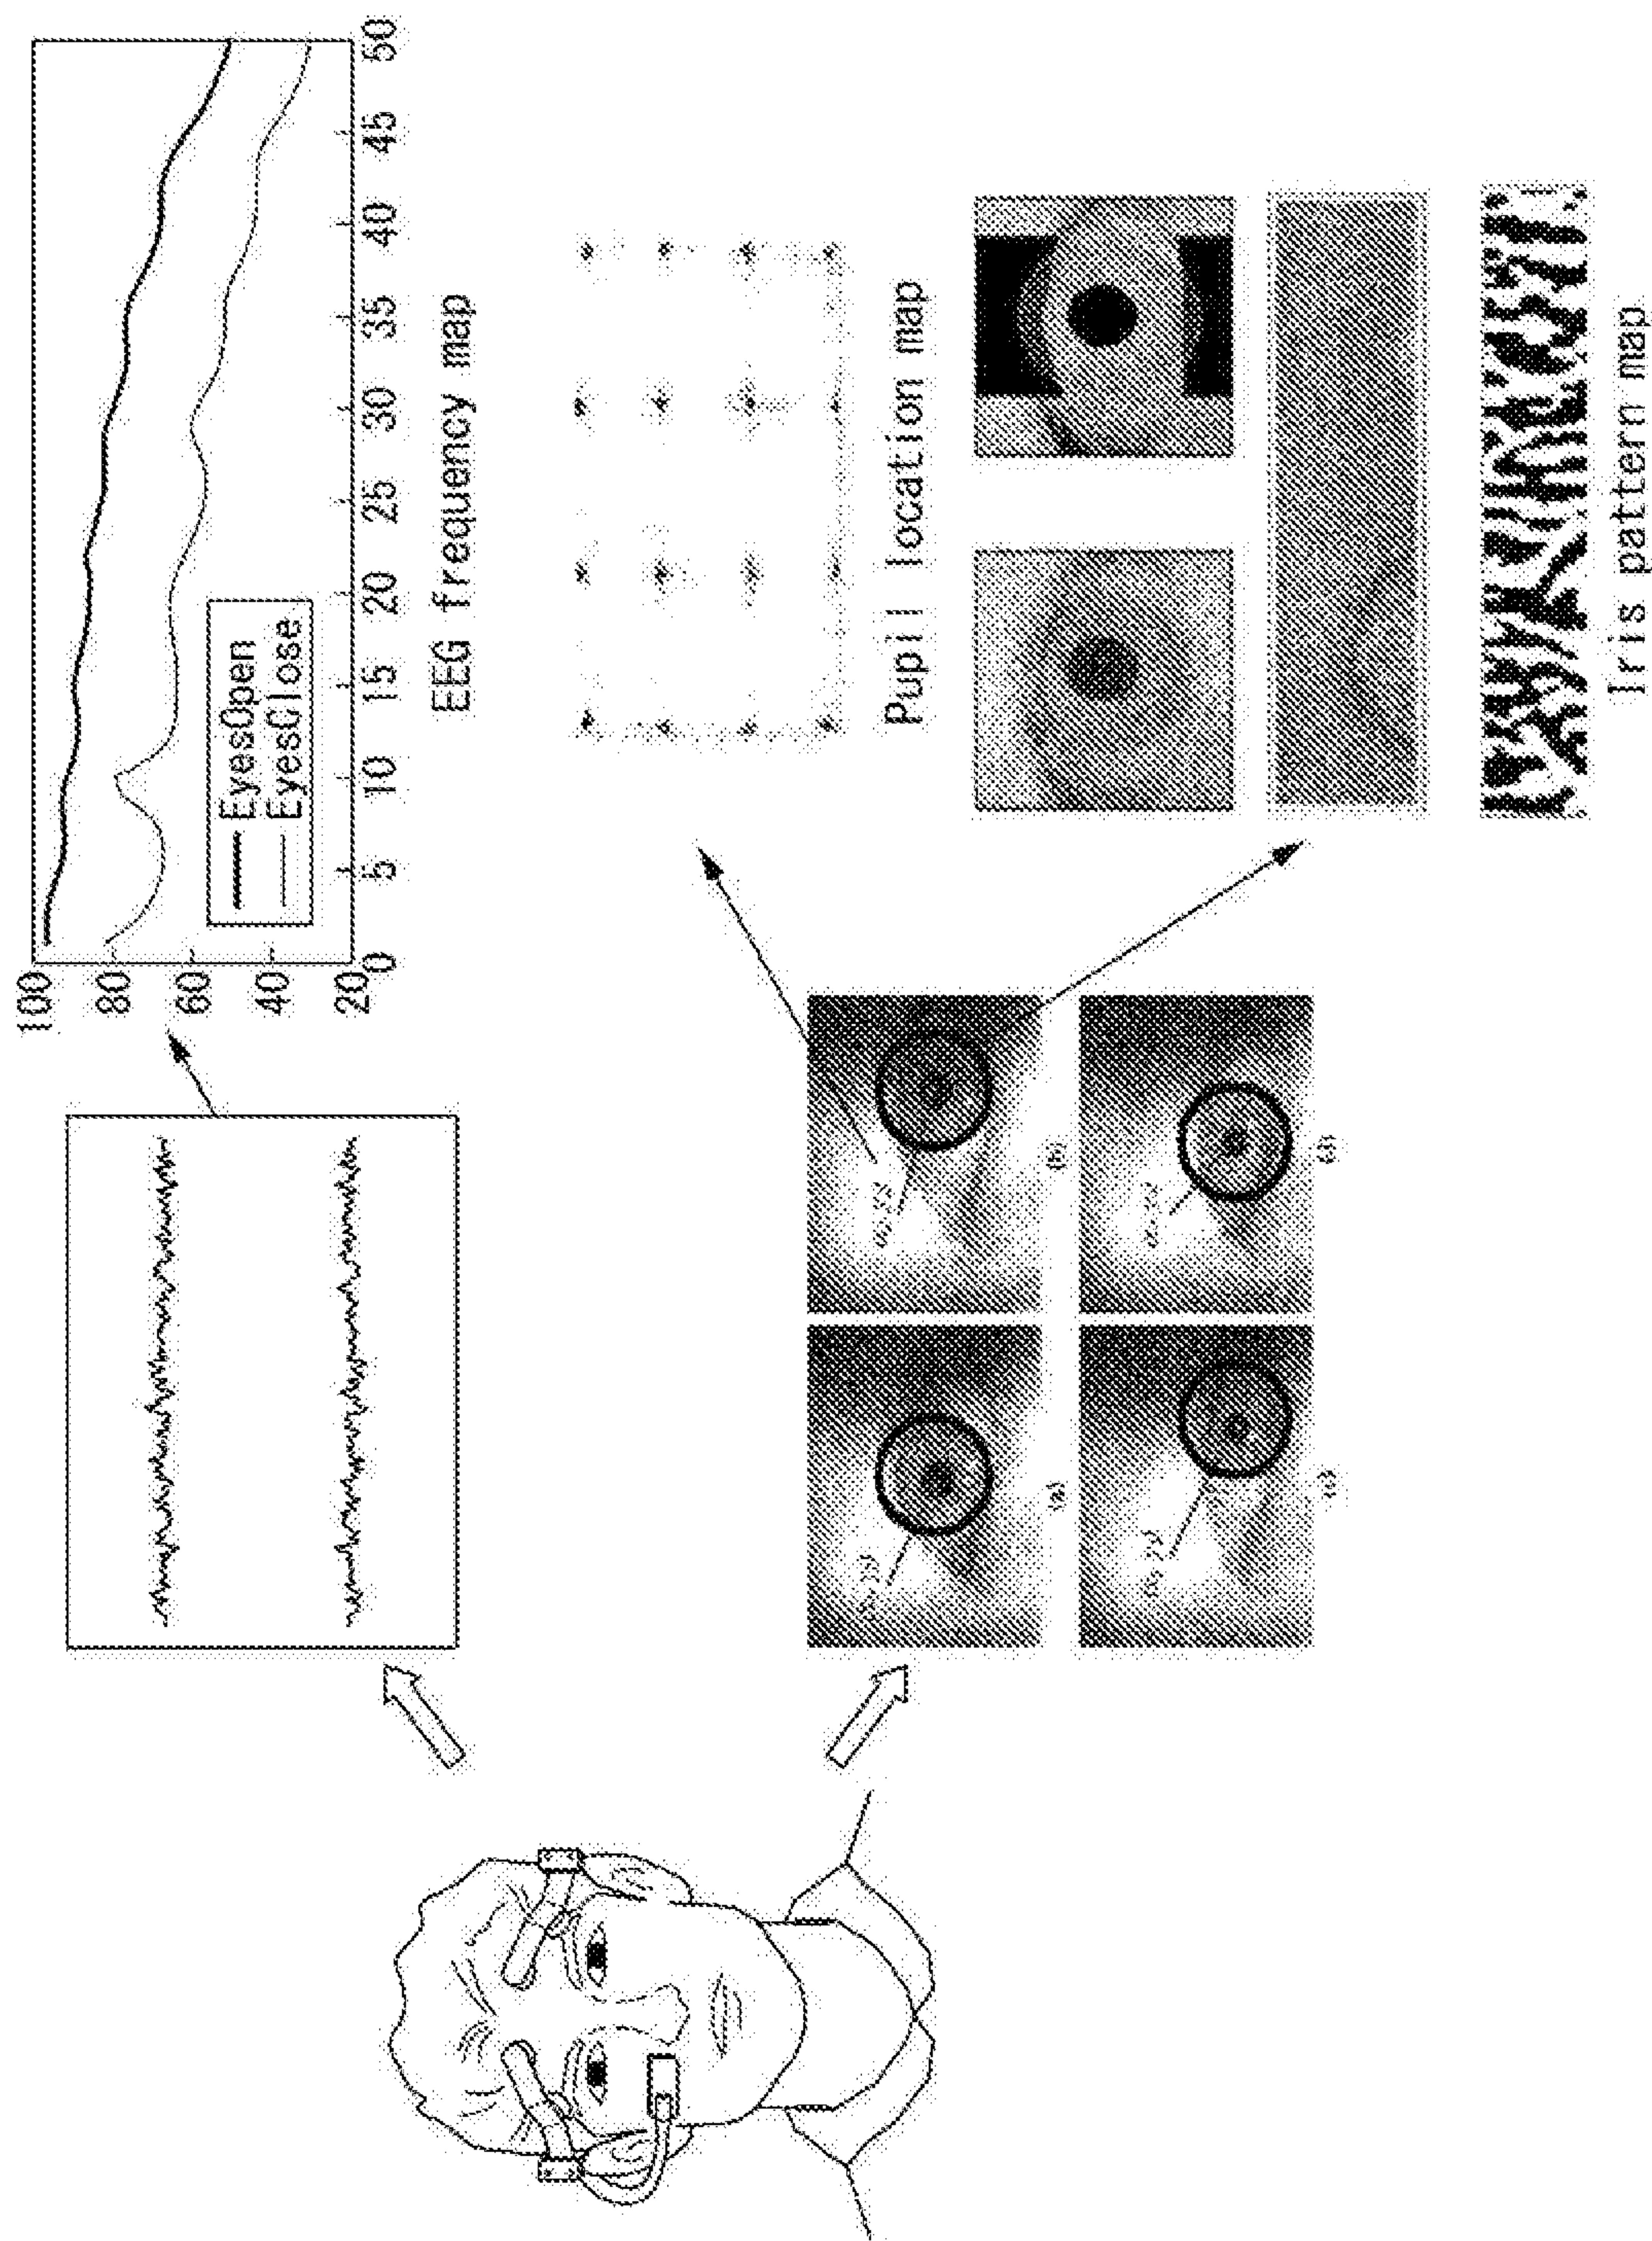 100
80
60
40
20
EyesOpen
EyesClose
0 5 10 15 20 25 30 35 40 45 50
EEG frequency map
Pupil location map
(a)
(b)
(c)
Iris pattern map